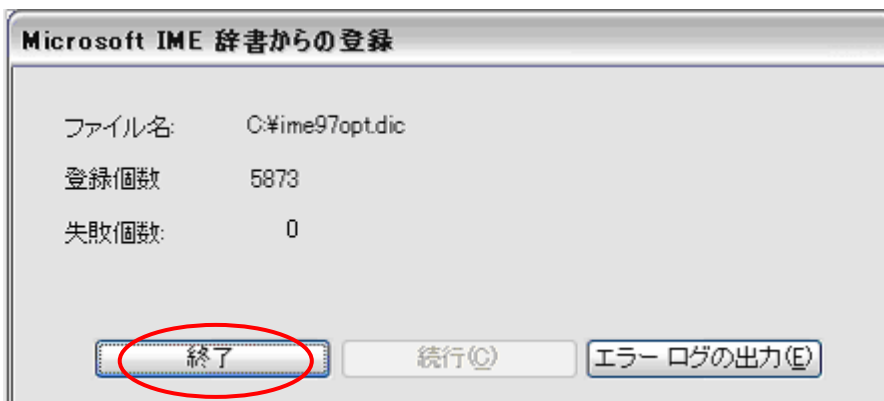 Microsoft IME 辞書からの登録
ファイル名: C:¥ime97opt.dic
登録個数 5873
失敗個数: 0
終了 続行(C) エラー ログの出力(E)